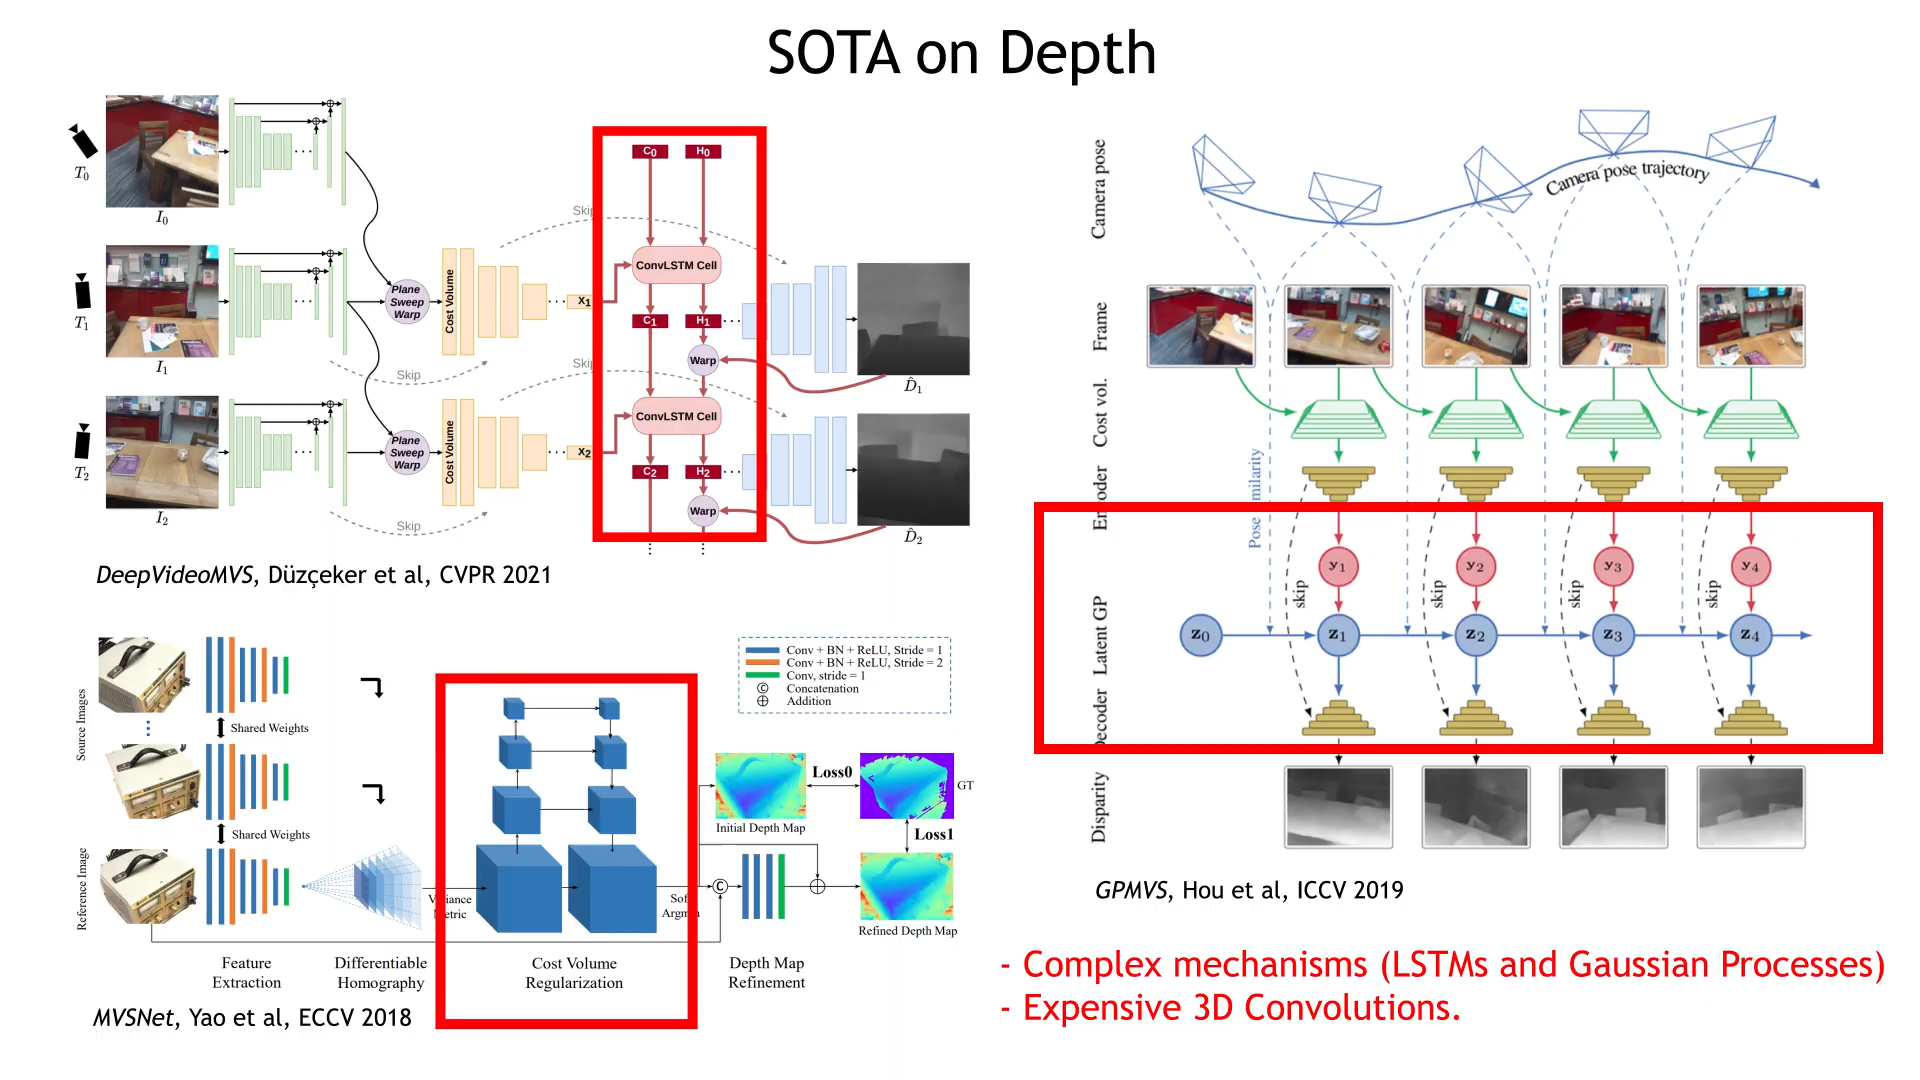 SOTA on Depth
T0
I0
T1
I1
T2
I2
Plane
Sweep
Warp
Plane
Sweep
Warp
Cost Volume
Cost Volume
Skip
Skip
Skip
Skip
X1
X2
C0
H0
ConvLSTM Cell
C1
H1
Warp
ConvLSTM Cell
C2
H2
Warp
D̂1
D̂2
DeepVideoMVS, Düzçeker et al, CVPR 2021
Source Images
Reference Image
Shared Weights
Shared Weights
Conv + BN + ReLU, Stride = 1
Conv + BN + ReLU, Stride = 2
Conv, stride = 1
C Concatenation
Addition
Metric
C
Loss0
GT
Initial Depth Map
Loss1
Refined Depth Map
Feature
Extraction
Differentiable
Homography
Cost Volume
Regularization
Depth Map
Refinement
MVSNet, Yao et al, ECCV 2018
Camera pose
Frame
Cost vol.
Latent GP
Disparity
Camera pose trajectory
Pose
skip
skip
skip
skip
y1
y2
y3
y4
z0
z1
z2
z3
z4
GPMVS, Hou et al, ICCV 2019
- Complex mechanisms (LSTMs and Gaussian Processes)
- Expensive 3D Convolutions.